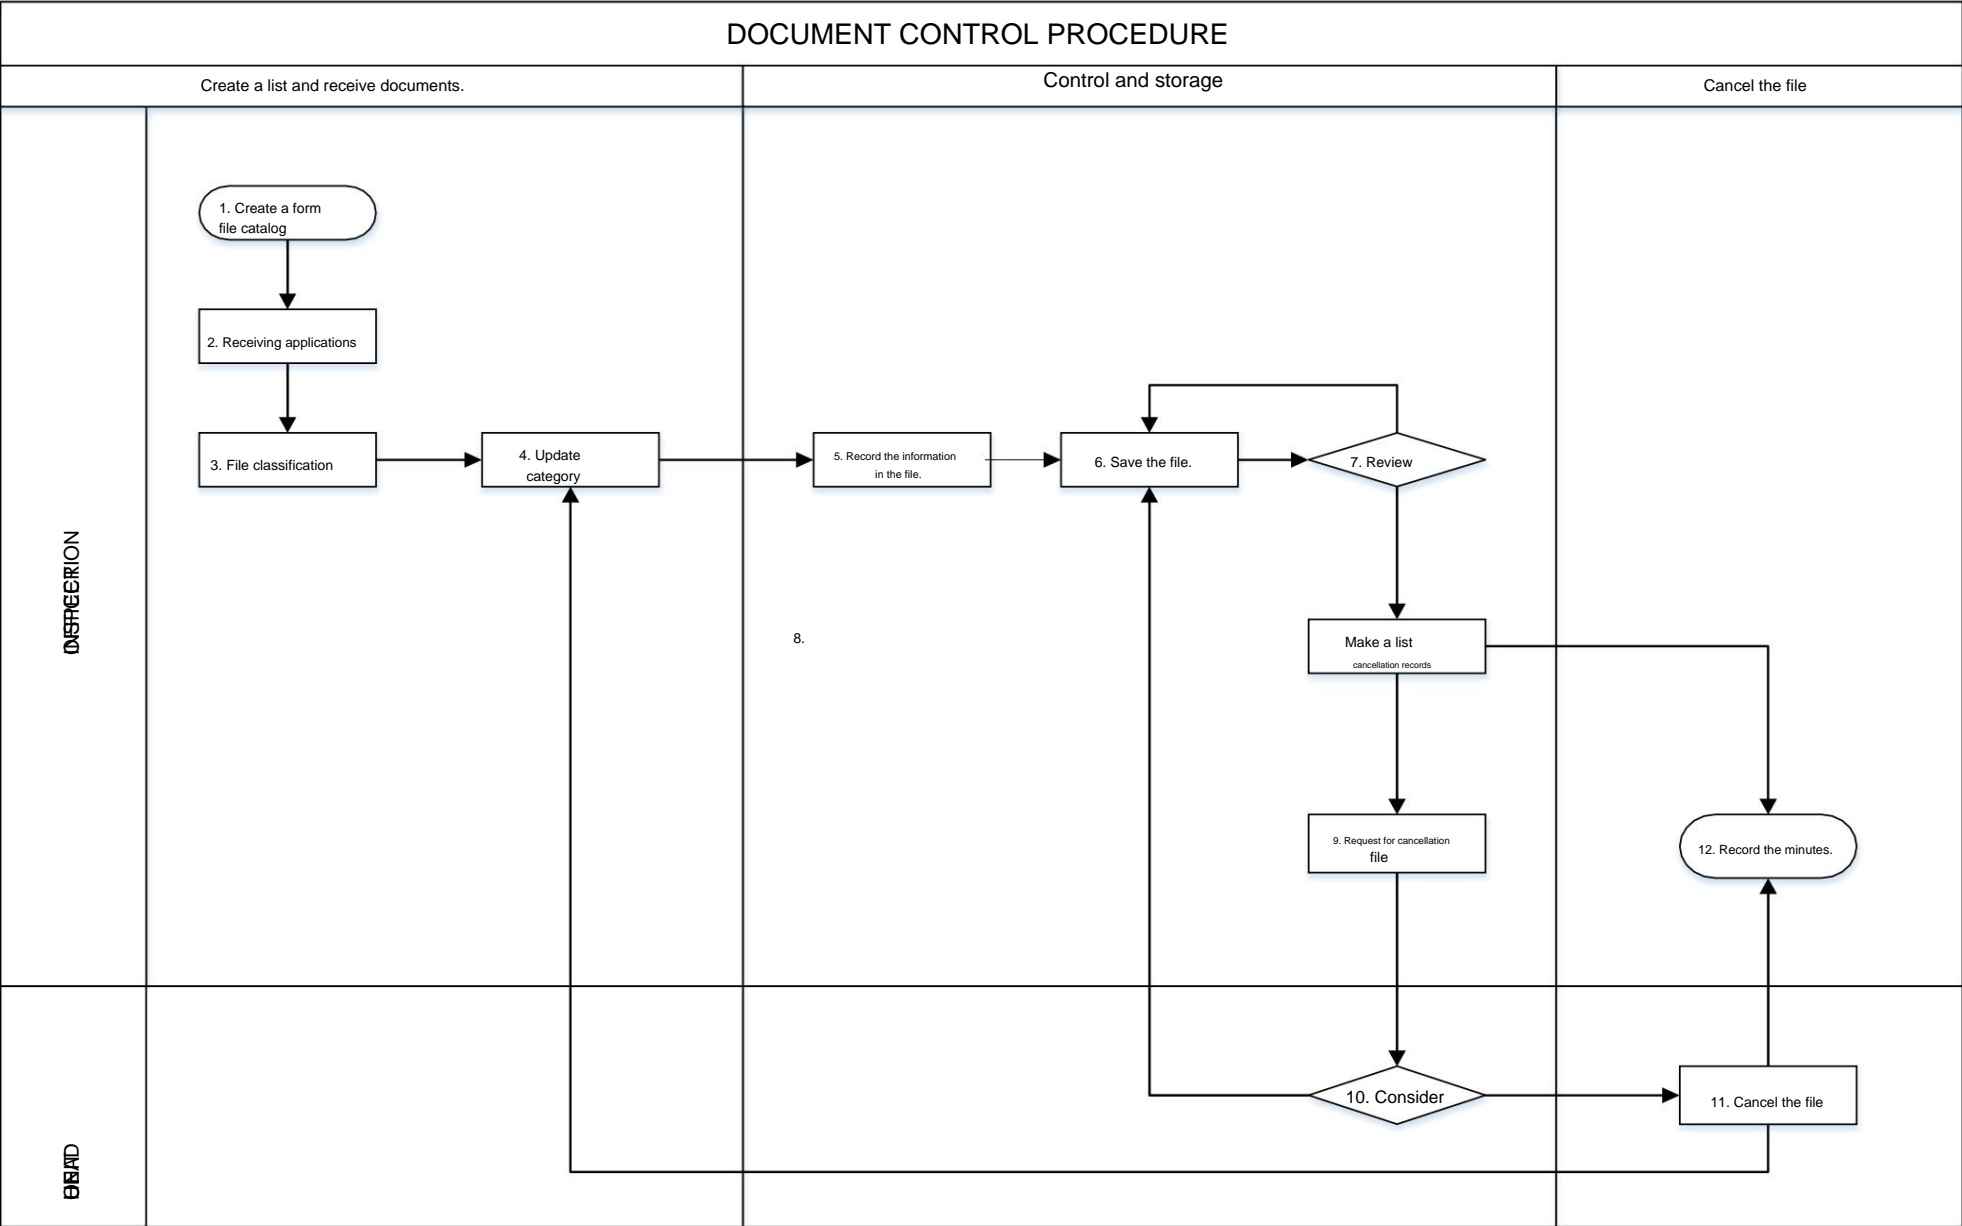 DOCUMENT CONTROL PROCEDURE
Create a list and receive documents.
Control and storage
Cancel the file
1. Create a form
file catalog
2. Receiving applications
3. File classification
4. Update
category
5. Record the information
in the file.
6. Save the file.
7. Review
8.
Make a list
cancellation records
9. Request for cancellation
file
12. Record the minutes.
10. Consider
11. Cancel the file